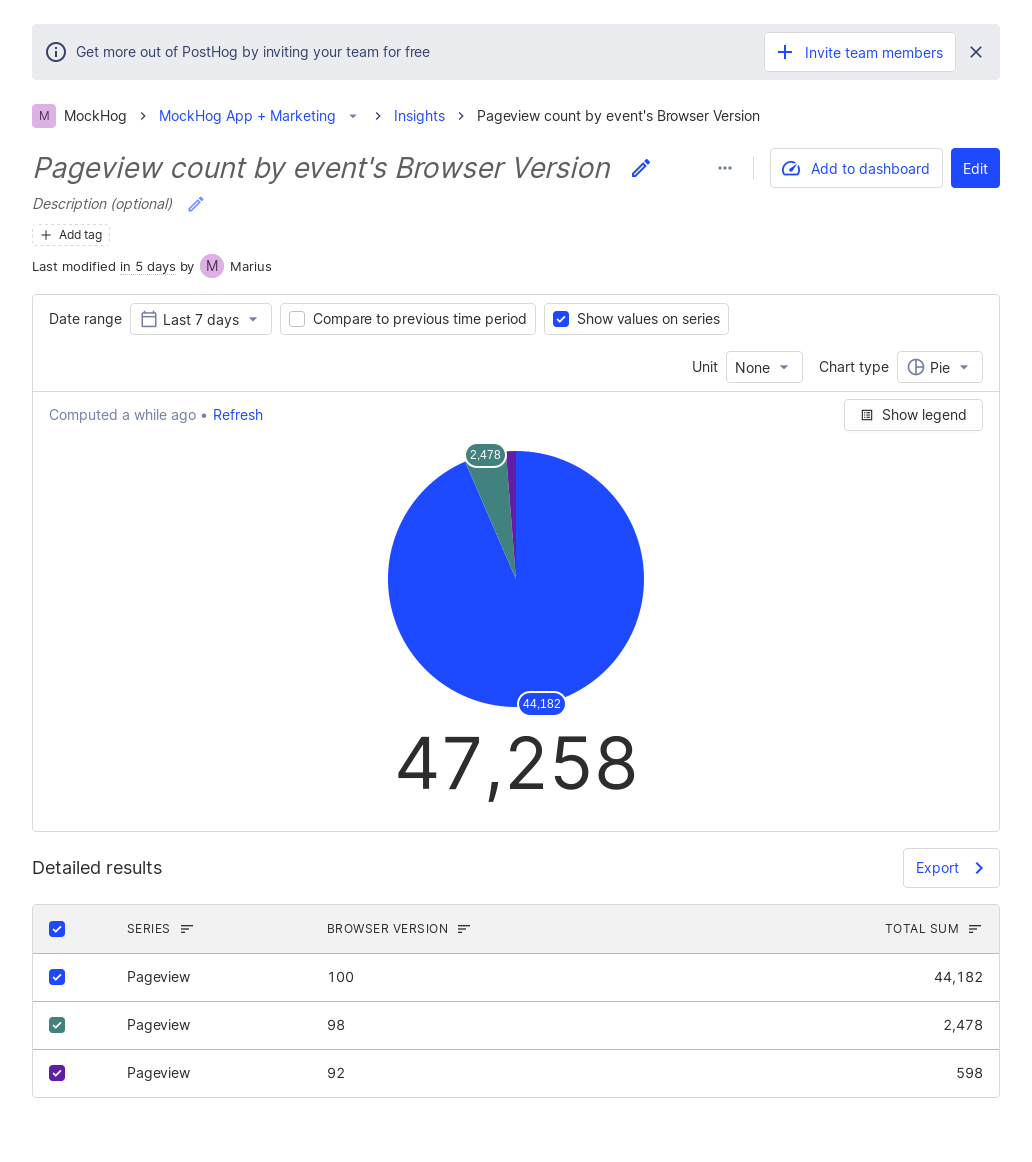 Get more out of PostHog by inviting your team for free
Invite team members
M MockHog MockHog App + Marketing Insights Pageview count by event's Browser Version
Pageview count by event's Browser Version
Add to dashboard
Edit
Description (optional)
Add tag
Last modified in 5 days by M Marius
Date range Last 7 days Compare to previous time period Show values on series
Unit None Chart type Pie
Computed a while ago • Refresh
Show legend
2,478
44,182
47,258
Detailed results
Export
SERIES BROWSER VERSION TOTAL SUM
Pageview 100 44,182
Pageview 98 2,478
Pageview 92 598